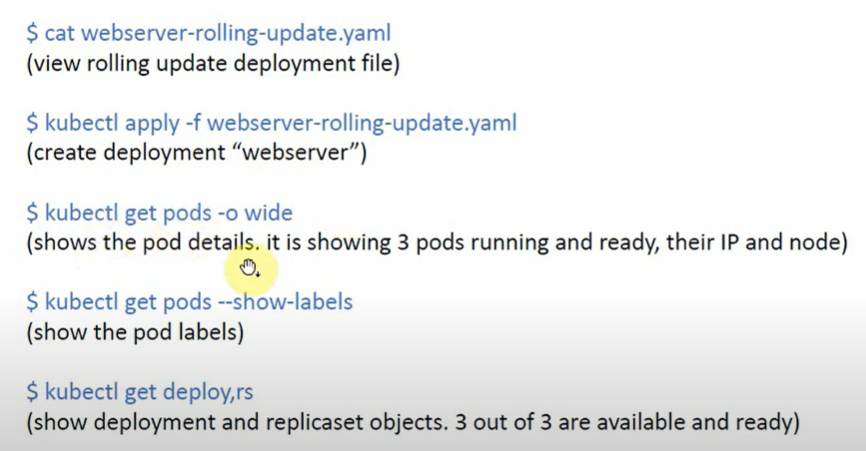 $ cat webserver-rolling-update.yaml
(view rolling update deployment file)
$ kubectl apply -f webserver-rolling-update.yaml
(create deployment “webserver”)
$ kubectl get pods -o wide
(shows the pod details. it is showing 3 pods running and ready, their IP and node)
$ kubectl get pods --show-labels
(show the pod labels)
$ kubectl get deploy,rs
(show deployment and replicaset objects. 3 out of 3 are available and ready)